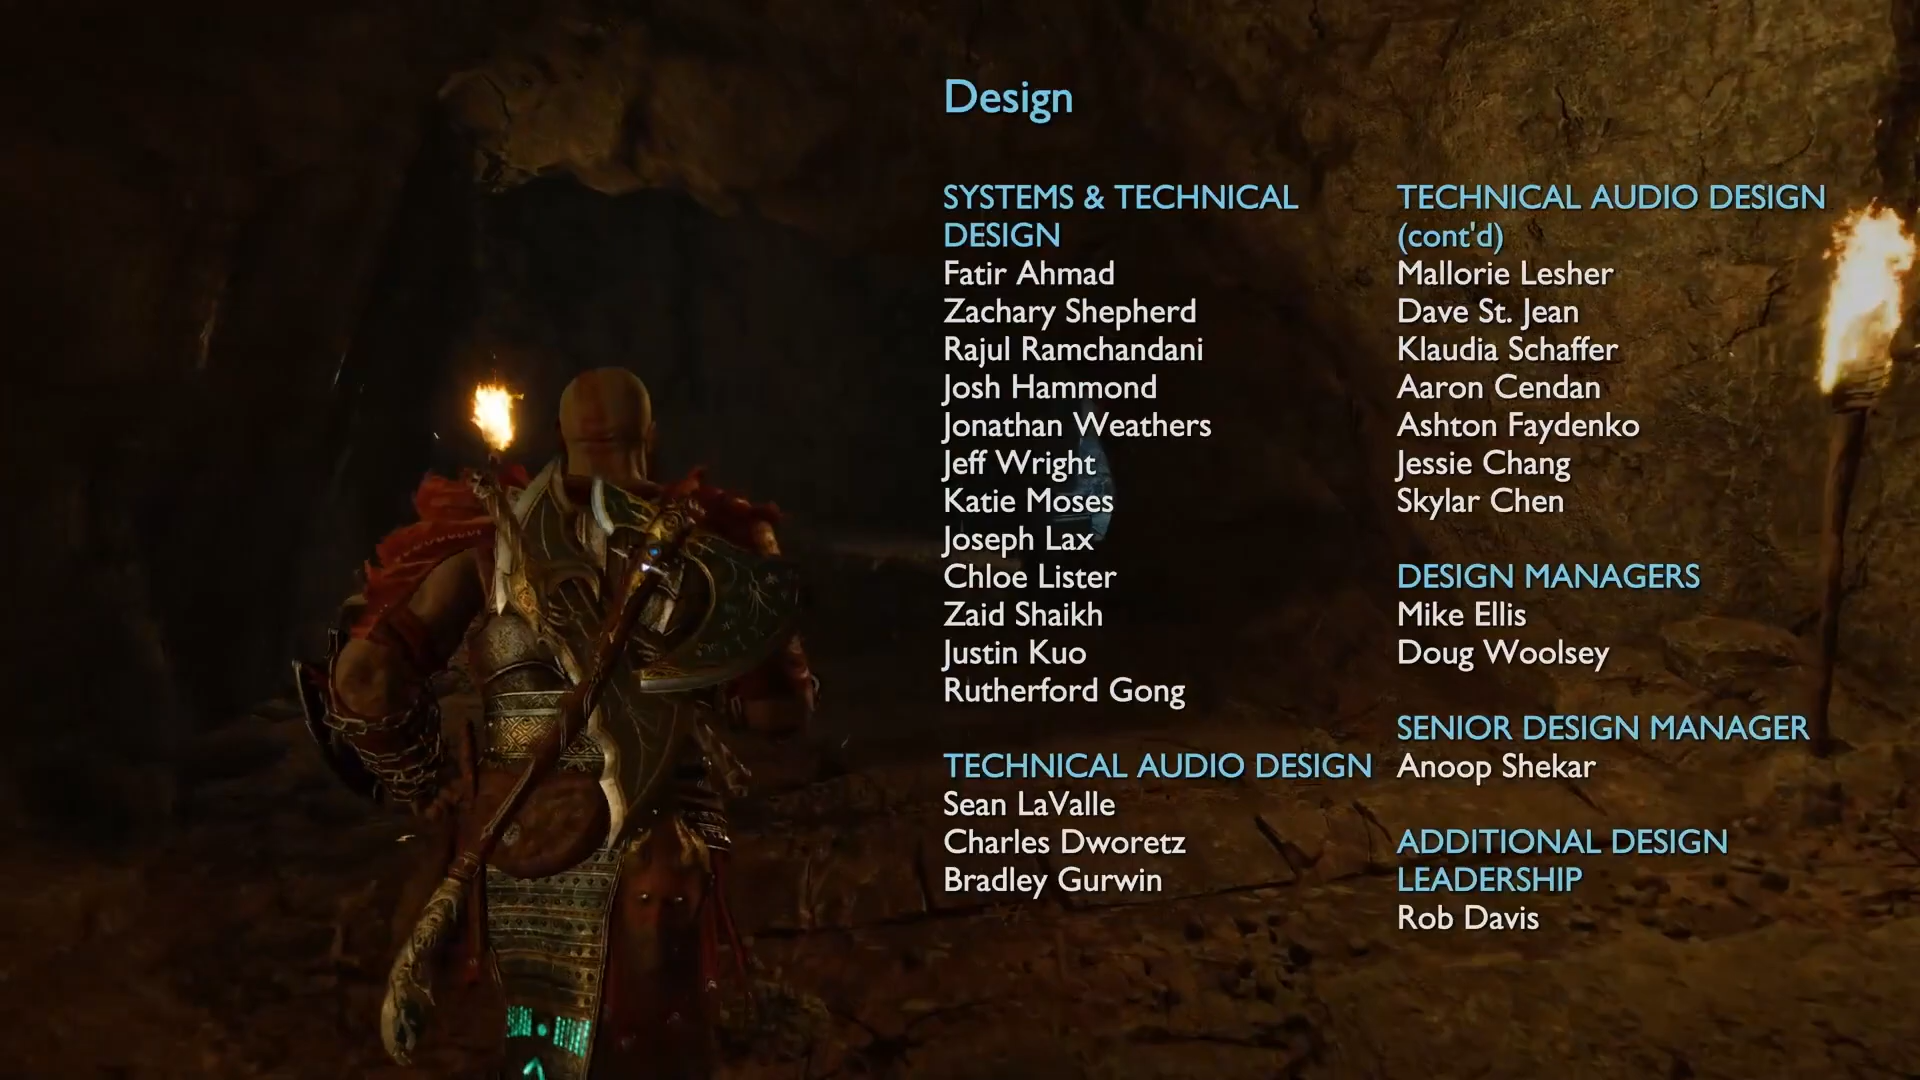 Design
SYSTEMS & TECHNICAL
DESIGN
Fatir Ahmad
Zachary Shepherd
Rajul Ramchandani
Josh Hammond
Jonathan Weathers
Jeff Wright
Katie Moses
Joseph Lax
Chloe Lister
Zaid Shaikh
Justin Kuo
Rutherford Gong
TECHNICAL AUDIO DESIGN
Sean LaValle
Charles Dworetz
Bradley Gurwin
TECHNICAL AUDIO DESIGN
(cont'd)
Mallorie Lesher
Dave St. Jean
Klaudia Schaffer
Aaron Cendan
Ashton Faydenko
Jessie Chang
Skylar Chen
DESIGN MANAGERS
Mike Ellis
Doug Woolsey
SENIOR DESIGN MANAGER
Anoop Shekar
ADDITIONAL DESIGN
LEADERSHIP
Rob Davis